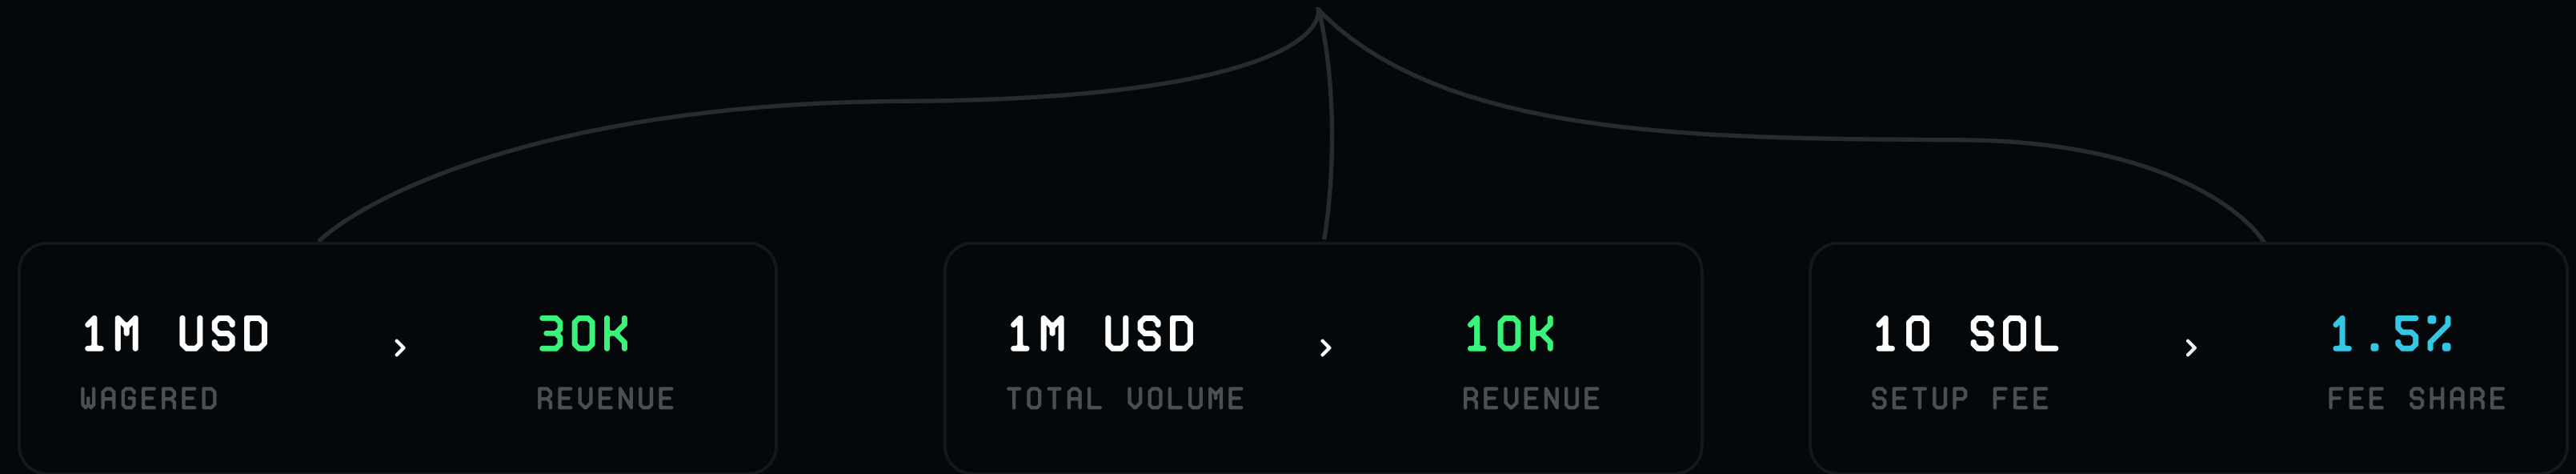 1M USD > 30K
WAGERED REVENUE
1M USD > 10K
TOTAL VOLUME REVENUE
10 SOL > 1.5%
SETUP FEE FEE SHARE